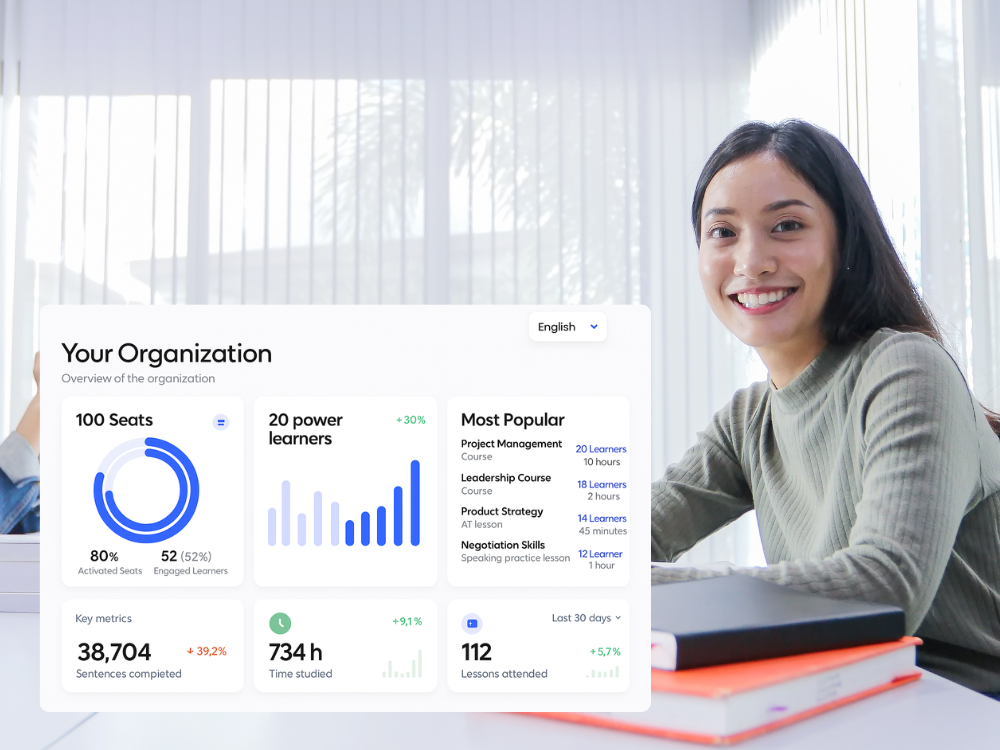 English
Your Organization
Overview of the organization
100 Seats
80%
Activated Seats
52 (52%)
Engaged Learners
20 power
learners
+30%
Most Popular
Project Management
Course
20 Learners
10 hours
Leadership Course
Course
18 Learners
2 hours
Product Strategy
AT lesson
14 Learners
45 minutes
Negotiation Skills
Speaking practice lesson
12 Learner
1 hour
Key metrics
38,704
↓ 39,2%
Sentences completed
+9,1%
734 h
Time studied
Last 30 days
112
+5,7%
Lessons attended